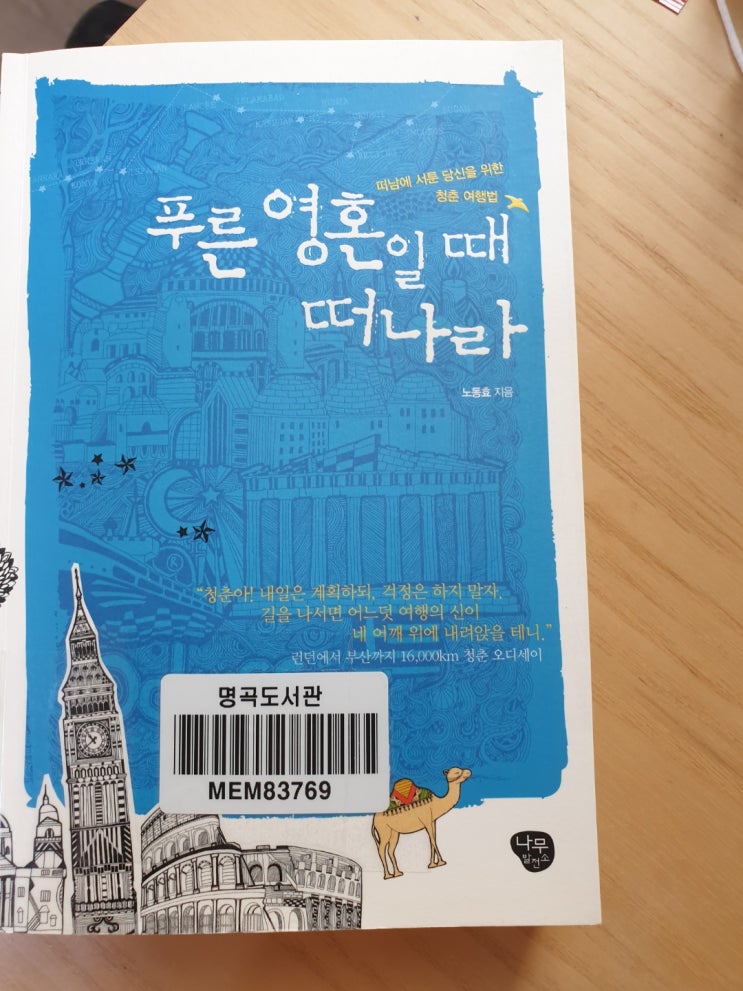 떠남에 서툰 당신을 위한
청춘 여행법
푸른 영혼일 때
떠나라
노동효 지음
"청춘아! 내일은 계획하되, 걱정은 하지 말자.
길을 나서면 어느덧 여행의 신이
네 어깨 위에 내려앉을 테니."
런던에서 부산까지 16,000km 청춘 오디세이
명곡도서관
MEM83769
나무
발전소